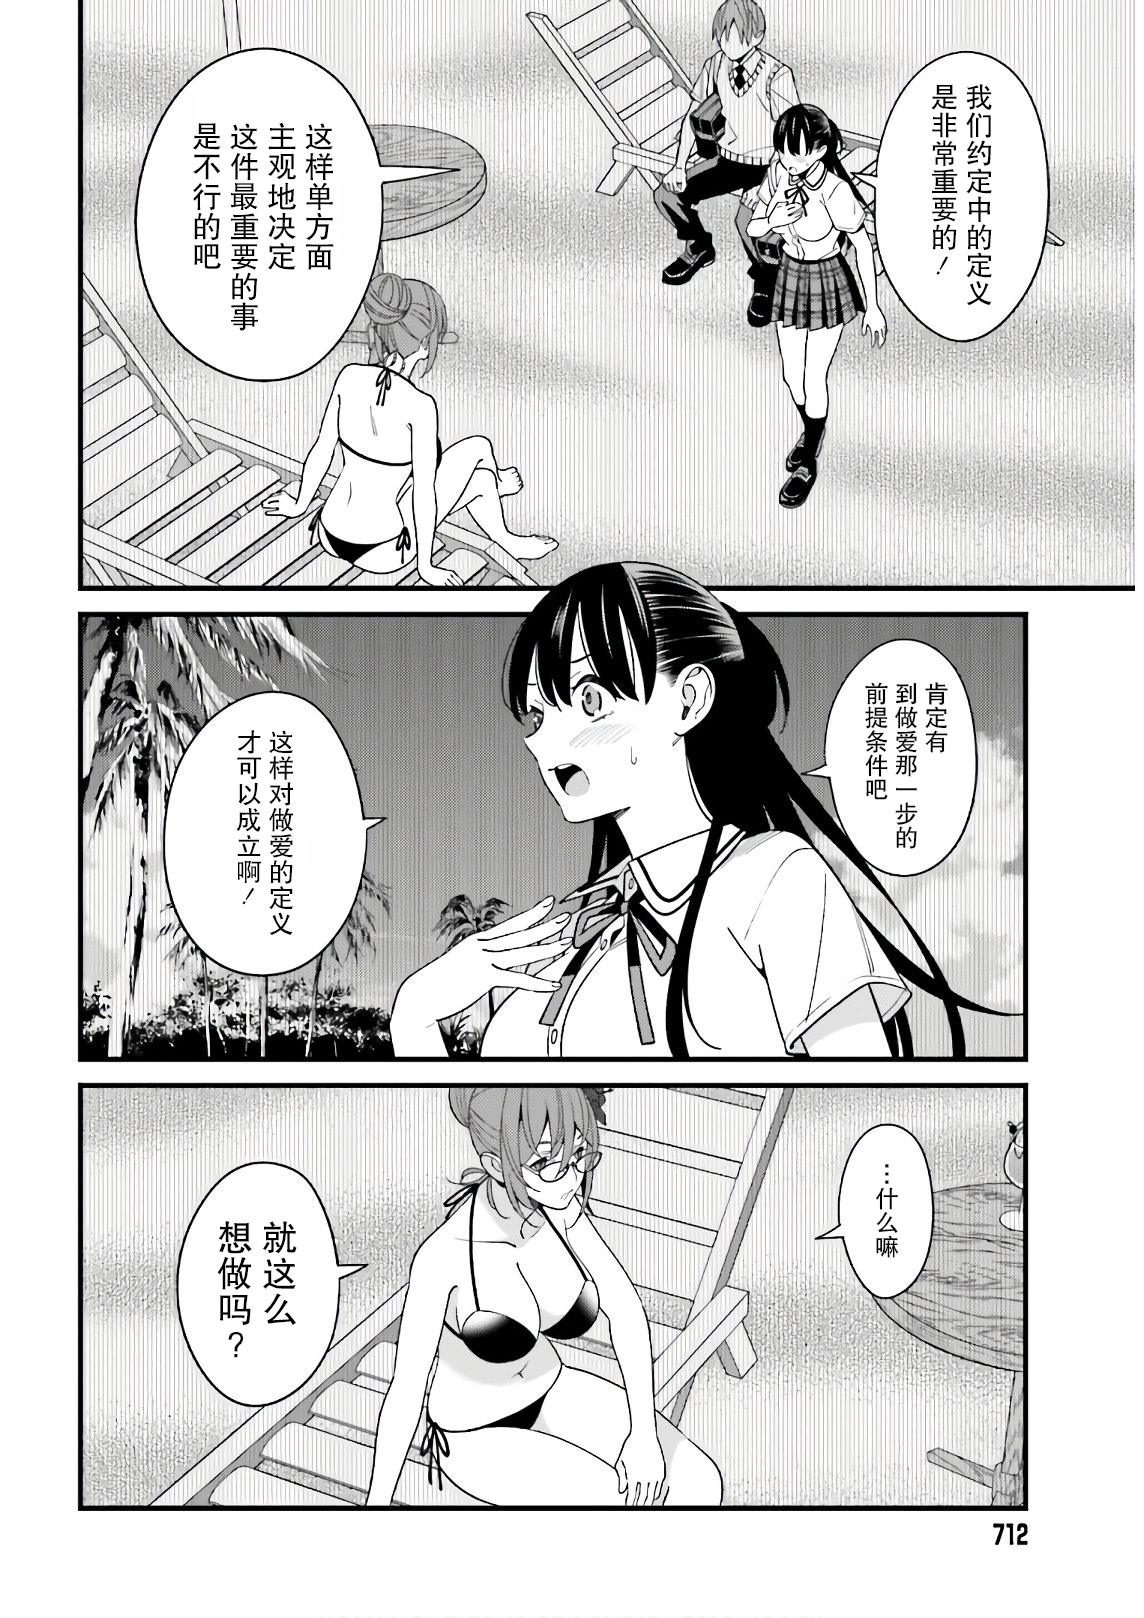 我们约定中的定义
是非常重要的！
这样单方面
主观地决定
这件最重要的事
是不行的吧
肯定有
到做爱那一步的
前提条件吧
这样对做爱的定义
才可以成立啊！
…什么嘛
就这么
想做吗？
712